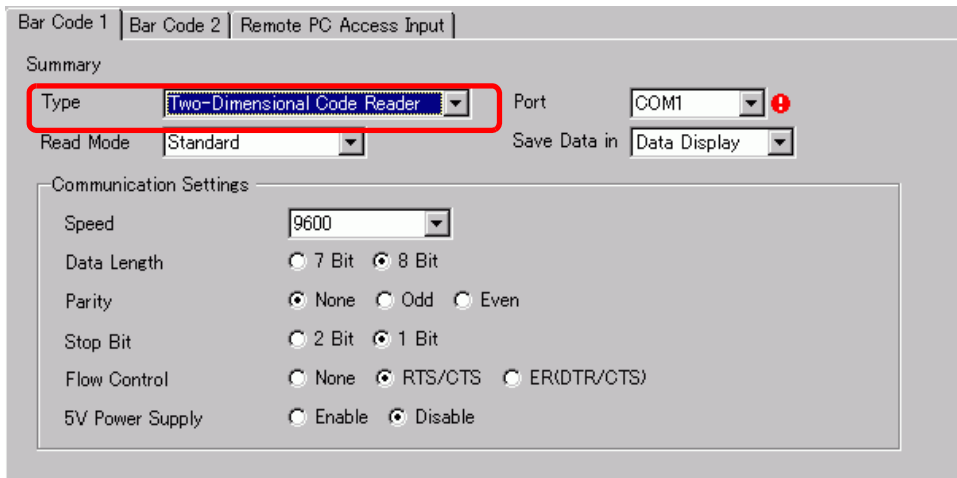 Bar Code 1 Bar Code 2 Remote PC Access Input
Summary
Type Two-Dimensional Code Reader Port COM1
Read Mode Standard Save Data in Data Display
Communication Settings
Speed 9600
Data Length 7 Bit 8 Bit
Parity None Odd Even
Stop Bit 2 Bit 1 Bit
Flow Control None RTS/CTS ER(DTR/CTS)
5V Power Supply Enable Disable